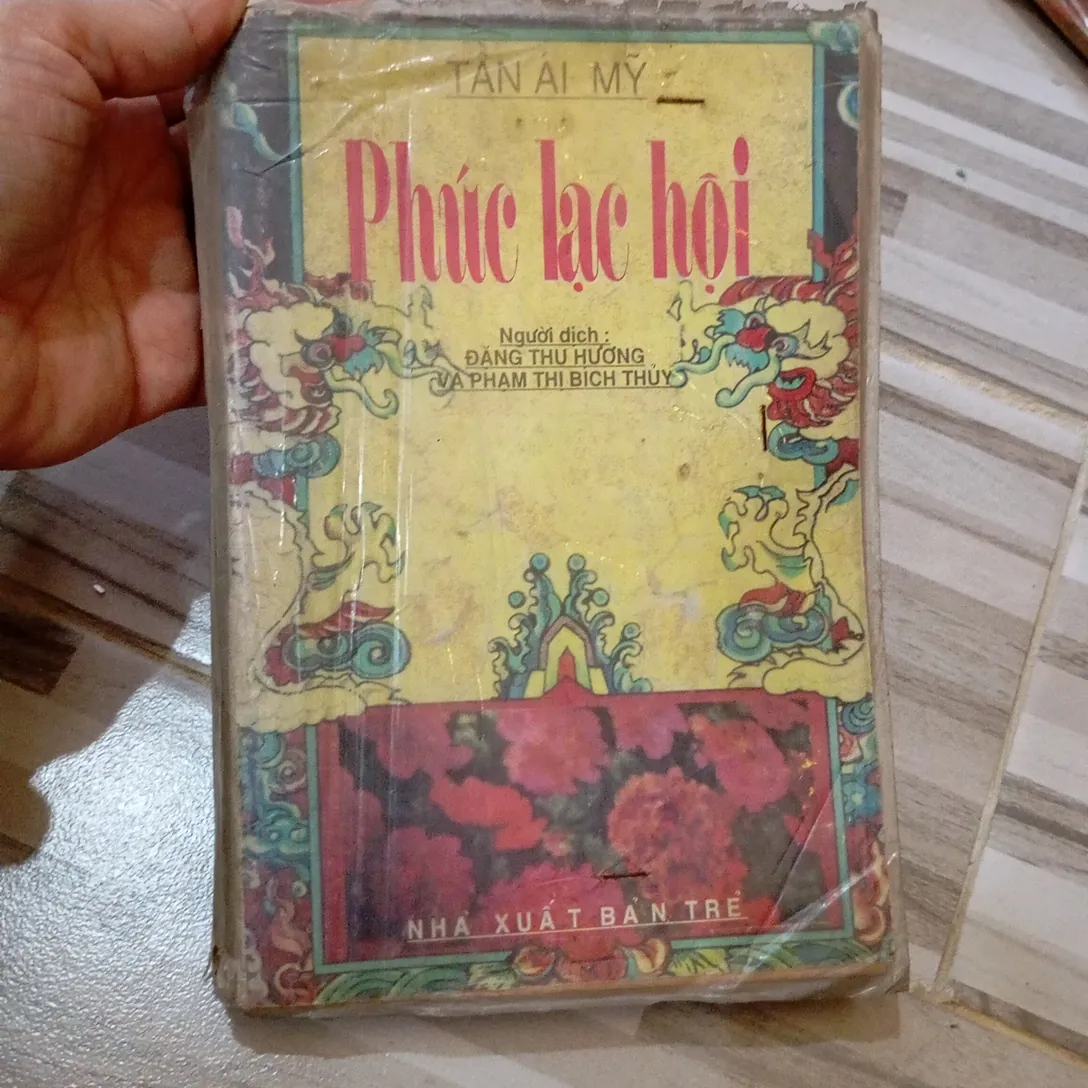 TÂN ÁI MỸ
Phúc lạc hội
Người dịch :
ĐẶNG THU HƯƠNG
VÀ PHẠM THỊ BÍCH THỦY
NHÀ XUẤT BẢN TRẺ